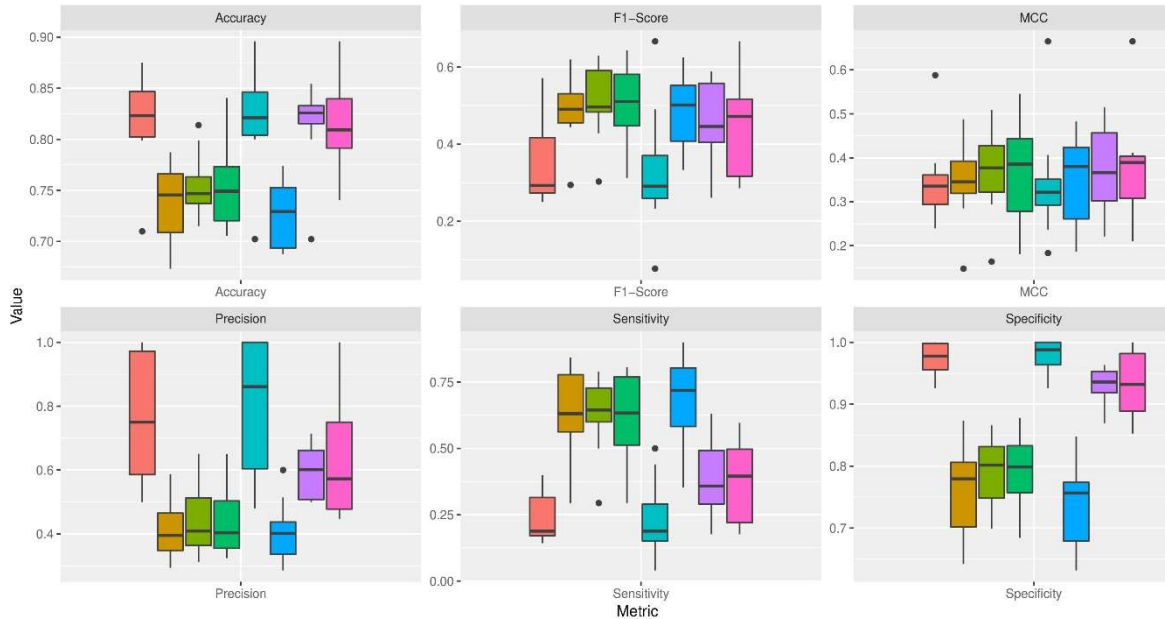 Accuracy
F1−Score
MCC
0.90
0.85
0.80
0.75
0.70
0.6
0.4
0.2
0.6
0.5
0.4
0.3
0.2
Accuracy
F1−Score
MCC
Value
Precision
Sensitivity
Specificity
1.0
0.8
0.6
0.4
0.75
0.50
0.25
0.00
1.0
0.9
0.8
0.7
Precision
Sensitivity
Specificity
Metric